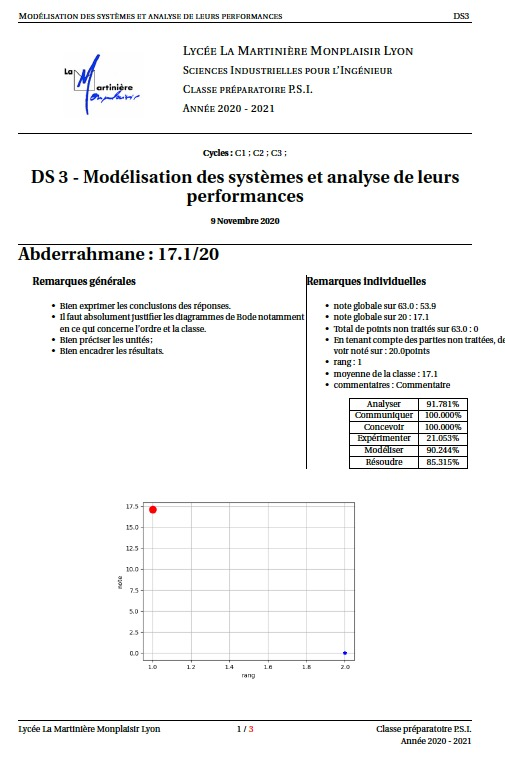 MODÉLISATION DES SYSTÈMES ET ANALYSE DE LEURS PERFORMANCES DS3
La Martinière Monplaisir
LYCÉE LA MARTINIÈRE MONPLAISIR LYON
SCIENCES INDUSTRIELLES POUR L'INGÉNIEUR
CLASSE PRÉPARATOIRE P.S.I.
ANNÉE 2020 - 2021
Cycles : C1 ; C2 ; C3 ;
DS 3 - Modélisation des systèmes et analyse de leurs
performances
9 Novembre 2020
Abderrahmane : 17.1/20
Remarques générales
• Bien exprimer les conclusions des réponses.
• Il faut absolument justifier les diagrammes de Bode notamment
en ce qui concerne l'ordre et la classe.
• Bien préciser les unités;
• Bien encadrer les résultats.
Remarques individuelles
• note globale sur 63.0 : 53.9
• note globale sur 20 : 17.1
• Total de points non traités sur 63.0 : 0
• En tenant compte des parties non traitées, de
voir noté sur : 20.0points
• rang : 1
• moyenne de la classe : 17.1
• commentaires : Commentaire
Analyser 91.781%
Communiquer 100.000%
Concevoir 100.000%
Expérimenter 21.053%
Modéliser 90.244%
Résoudre 85.315%
17.5
15.0
12.5
10.0
7.5
5.0
2.5
0.0
note
1.0 1.2 1.4 1.6 1.8 2.0
rang
Lycée La Martinière Monplaisir Lyon 1 / 3 Classe préparatoire P.S.I.
Année 2020 - 2021